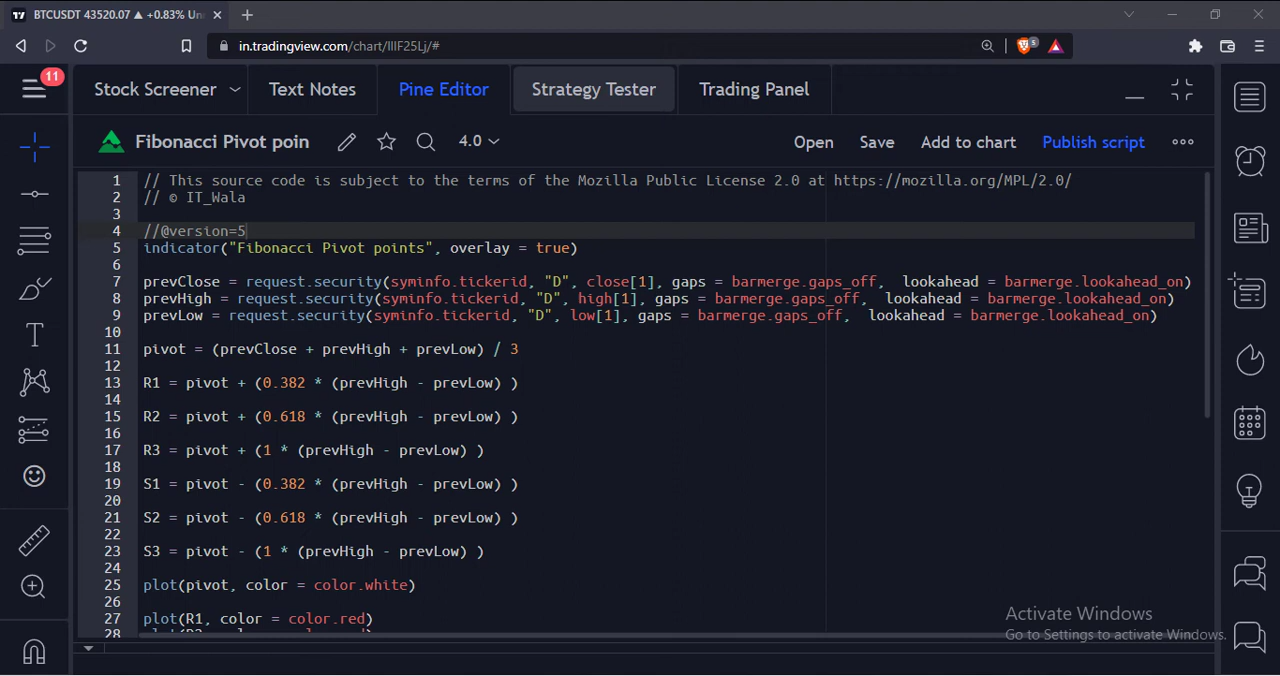 BTCUSDT 43520.07 ▲ +0.83% Un
in.tradingview.com/chart/
5
11
Stock Screener
Text Notes
Pine Editor
Strategy Tester
Trading Panel
Fibonacci Pivot poin
4.0
Open
Save
Add to chart
Publish script
1 // This source code is subject to the terms of the Mozilla Public License 2.0 at https://mozilla.org/MPL/2.0/
2 // © IT_Wala
3
4 //@version=5
5 indicator("Fibonacci Pivot points", overlay = true)
6
7 prevClose = request.security(syminfo.tickerid, "D", close[1], gaps = barmerge.gaps_off, lookahead = barmerge.lookahead_on)
8 prevHigh = request.security(syminfo.tickerid, "D", high[1], gaps = barmerge.gaps_off, lookahead = barmerge.lookahead_on)
9 prevLow = request.security(syminfo.tickerid, "D", low[1], gaps = barmerge.gaps_off, lookahead = barmerge.lookahead_on)
10
11 pivot = (prevClose + prevHigh + prevLow) / 3
12
13 R1 = pivot + (0.382 * (prevHigh - prevLow) )
14
15 R2 = pivot + (0.618 * (prevHigh - prevLow) )
16
17 R3 = pivot + (1 * (prevHigh - prevLow) )
18
19 S1 = pivot - (0.382 * (prevHigh - prevLow) )
20
21 S2 = pivot - (0.618 * (prevHigh - prevLow) )
22
23 S3 = pivot - (1 * (prevHigh - prevLow) )
24
25 plot(pivot, color = color.white)
26
27 plot(R1, color = color.red)
28
Activate Windows
Go to Settings to activate Windows.